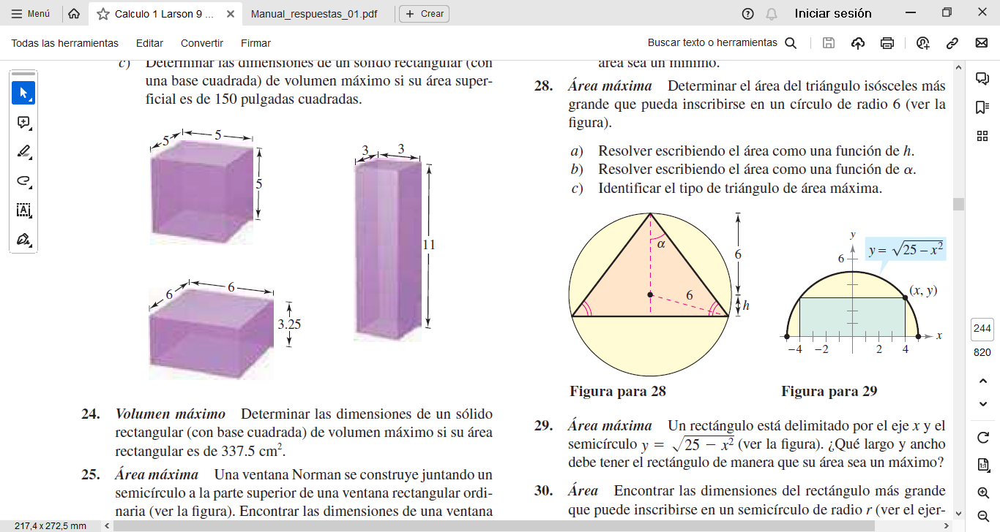 Menú
Calculo 1 Larson 9 ...
Manual_respuestas_01.pdf
Crear
Iniciar sesión
Todas las herramientas
Editar
Convertir
Firmar
Buscar texto o herramientas
c) Determinar las dimensiones de un sólido rectangular (con
una base cuadrada) de volumen máximo si su área super-
ficial es de 150 pulgadas cuadradas.
5
5
5
3
3
11
6
6
3.25
24. Volumen máximo Determinar las dimensiones de un sólido
rectangular (con base cuadrada) de volumen máximo si su área
rectangular es de 337.5 cm².
25. Área máxima Una ventana Norman se construye juntando un
semicírculo a la parte superior de una ventana rectangular ordi-
naria (ver la figura). Encontrar las dimensiones de una ventana
área sea un mínimo.
28. Área máxima Determinar el área del triángulo isósceles más
grande que pueda inscribirse en un círculo de radio 6 (ver la
figura).
a) Resolver escribiendo el área como una función de h.
b) Resolver escribiendo el área como una función de α.
c) Identificar el tipo de triángulo de área máxima.
α
6
6
h
Figura para 28
y
y = √25 − x²
6
(x, y)
x
−4 −2 2 4
Figura para 29
29. Área máxima Un rectángulo está delimitado por el eje x y el
semicírculo y = √25 − x² (ver la figura). ¿Qué largo y ancho
debe tener el rectángulo de manera que su área sea un máximo?
30. Área Encontrar las dimensiones del rectángulo más grande
que puede inscribirse en un semicírculo de radio r (ver el ejer-
244
820
1:1
217,4 x 272,5 mm